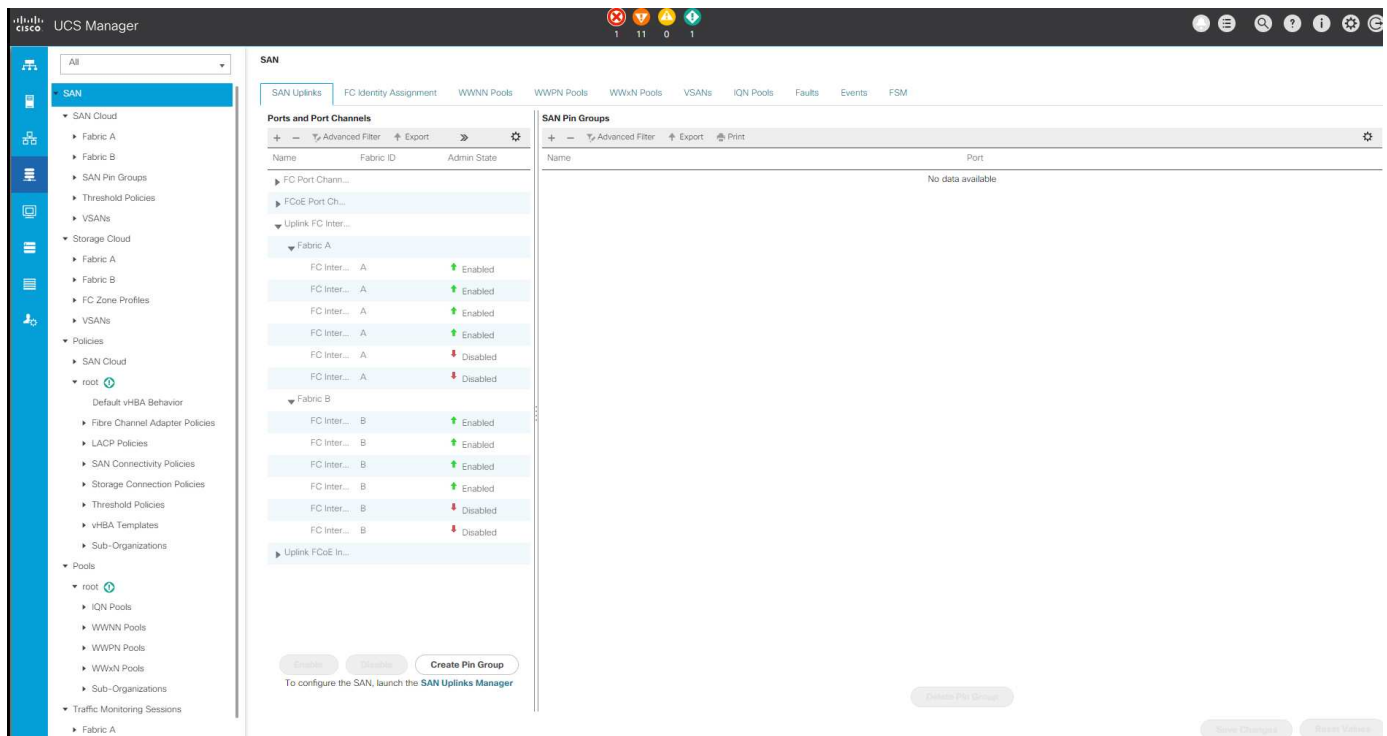 cisco UCS Manager
1 11 0 1
All
SAN
SAN Cloud
Fabric A
Fabric B
SAN Pin Groups
Threshold Policies
VSANs
Storage Cloud
Fabric A
Fabric B
FC Zone Profiles
VSANs
Policies
SAN Cloud
root
Default vHBA Behavior
Fibre Channel Adapter Policies
LACP Policies
SAN Connectivity Policies
Storage Connection Policies
Threshold Policies
vHBA Templates
Sub-Organizations
Pools
root
IQN Pools
WWNN Pools
WWPN Pools
WWxN Pools
Sub-Organizations
Traffic Monitoring Sessions
Fabric A
SAN
SAN Uplinks FC Identity Assignment WWNN Pools WWPN Pools WWxN Pools VSANs IQN Pools Faults Events FSM
Ports and Port Channels
+ − Advanced Filter Export »
Name Fabric ID Admin State
FC Port Chann...
FCoE Port Ch...
Uplink FC Inter...
Fabric A
FC Inter... A Enabled
FC Inter... A Enabled
FC Inter... A Enabled
FC Inter... A Enabled
FC Inter... A Disabled
FC Inter... A Disabled
Fabric B
FC Inter... B Enabled
FC Inter... B Enabled
FC Inter... B Enabled
FC Inter... B Enabled
FC Inter... B Disabled
FC Inter... B Disabled
Uplink FCoE In...
Enable Disable Create Pin Group
To configure the SAN, launch the SAN Uplinks Manager
SAN Pin Groups
+ − Advanced Filter Export Print
Name Port
No data available
Delete Pin Group
Save Changes Reset Values